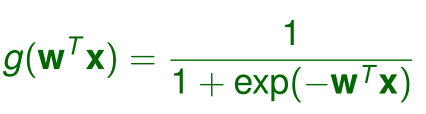 g(𝐰ᵀ𝐱) = 1 / (1 + exp(−𝐰ᵀ𝐱))